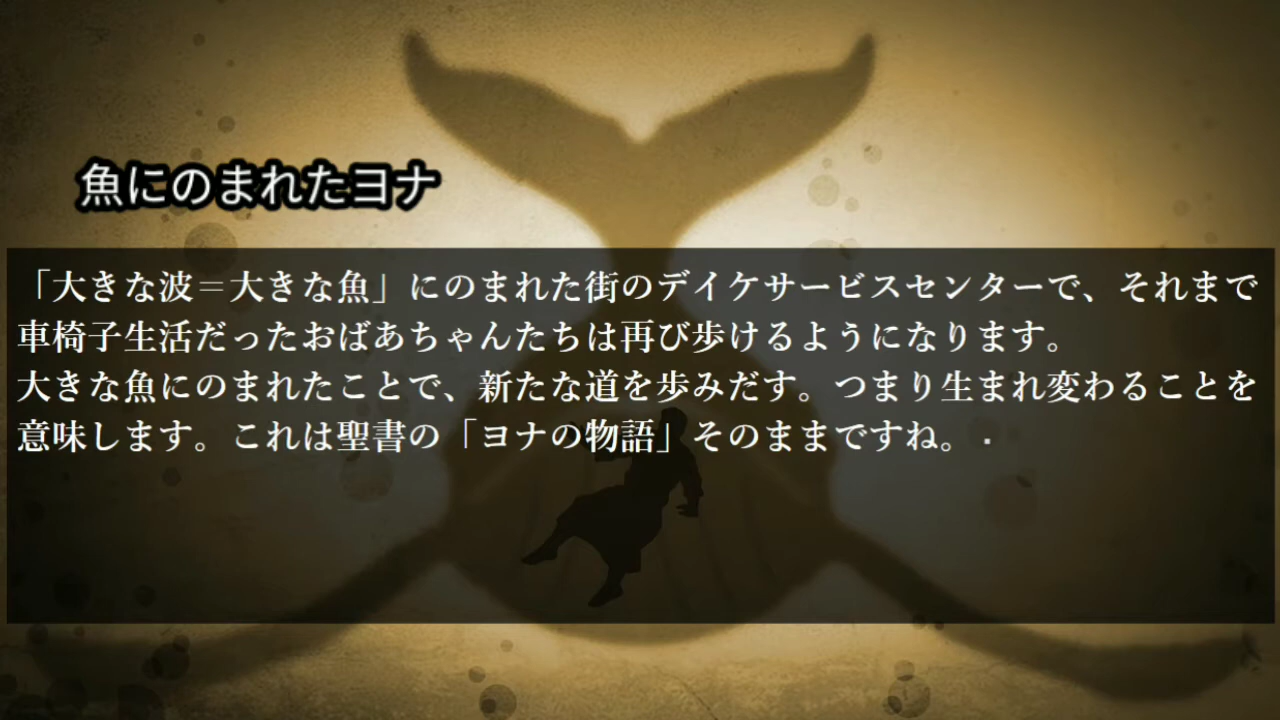 魚にのまれたヨナ
「大きな波＝大きな魚」にのまれた街のデイケサービスセンターで、それまで
車椅子生活だったおばあちゃんたちは再び歩けるようになります。
大きな魚にのまれたことで、新たな道を歩みだす。つまり生まれ変わることを
意味します。これは聖書の「ヨナの物語」そのままですね。・